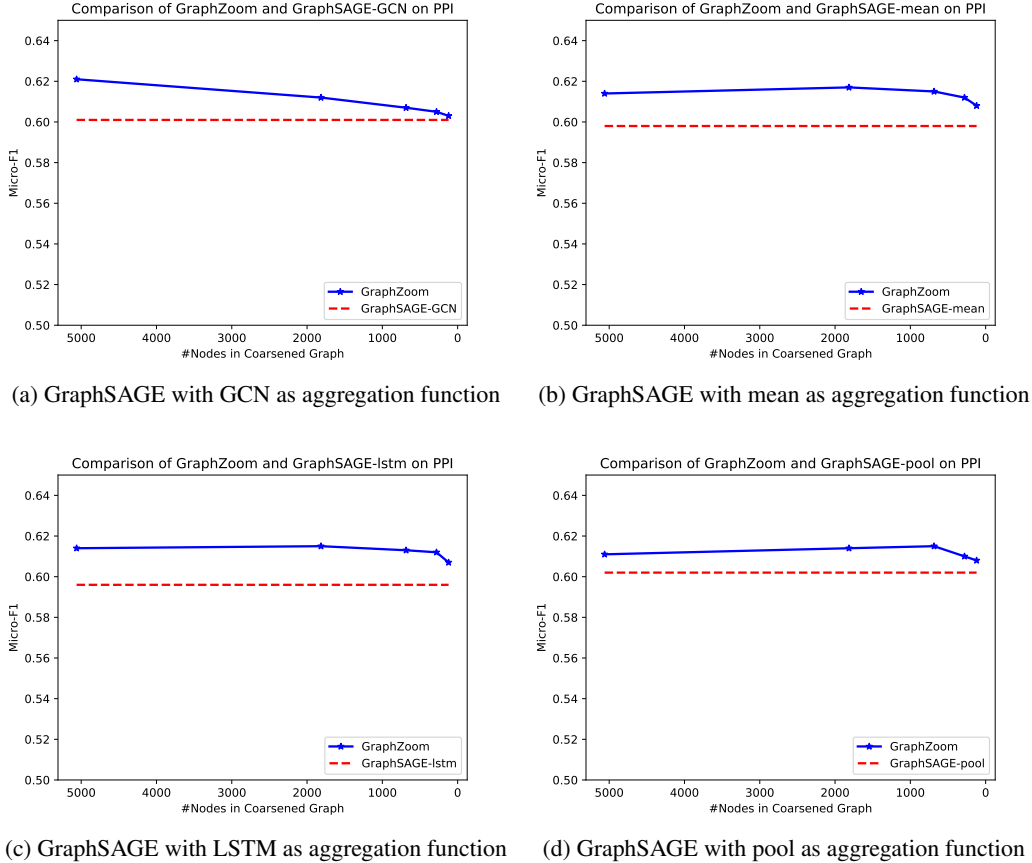 Comparison of GraphZoom and GraphSAGE-GCN on PPI
0.64
0.62
0.60
0.58
0.56
0.54
0.52
0.50
Micro-F1
GraphZoom
GraphSAGE-GCN
5000
4000
3000
2000
1000
0
#Nodes in Coarsened Graph
(a) GraphSAGE with GCN as aggregation function
Comparison of GraphZoom and GraphSAGE-mean on PPI
0.64
0.62
0.60
0.58
0.56
0.54
0.52
0.50
Micro-F1
GraphZoom
GraphSAGE-mean
5000
4000
3000
2000
1000
0
#Nodes in Coarsened Graph
(b) GraphSAGE with mean as aggregation function
Comparison of GraphZoom and GraphSAGE-lstm on PPI
0.64
0.62
0.60
0.58
0.56
0.54
0.52
0.50
Micro-F1
GraphZoom
GraphSAGE-lstm
5000
4000
3000
2000
1000
0
#Nodes in Coarsened Graph
(c) GraphSAGE with LSTM as aggregation function
Comparison of GraphZoom and GraphSAGE-pool on PPI
0.64
0.62
0.60
0.58
0.56
0.54
0.52
0.50
Micro-F1
GraphZoom
GraphSAGE-pool
5000
4000
3000
2000
1000
0
#Nodes in Coarsened Graph
(d) GraphSAGE with pool as aggregation function